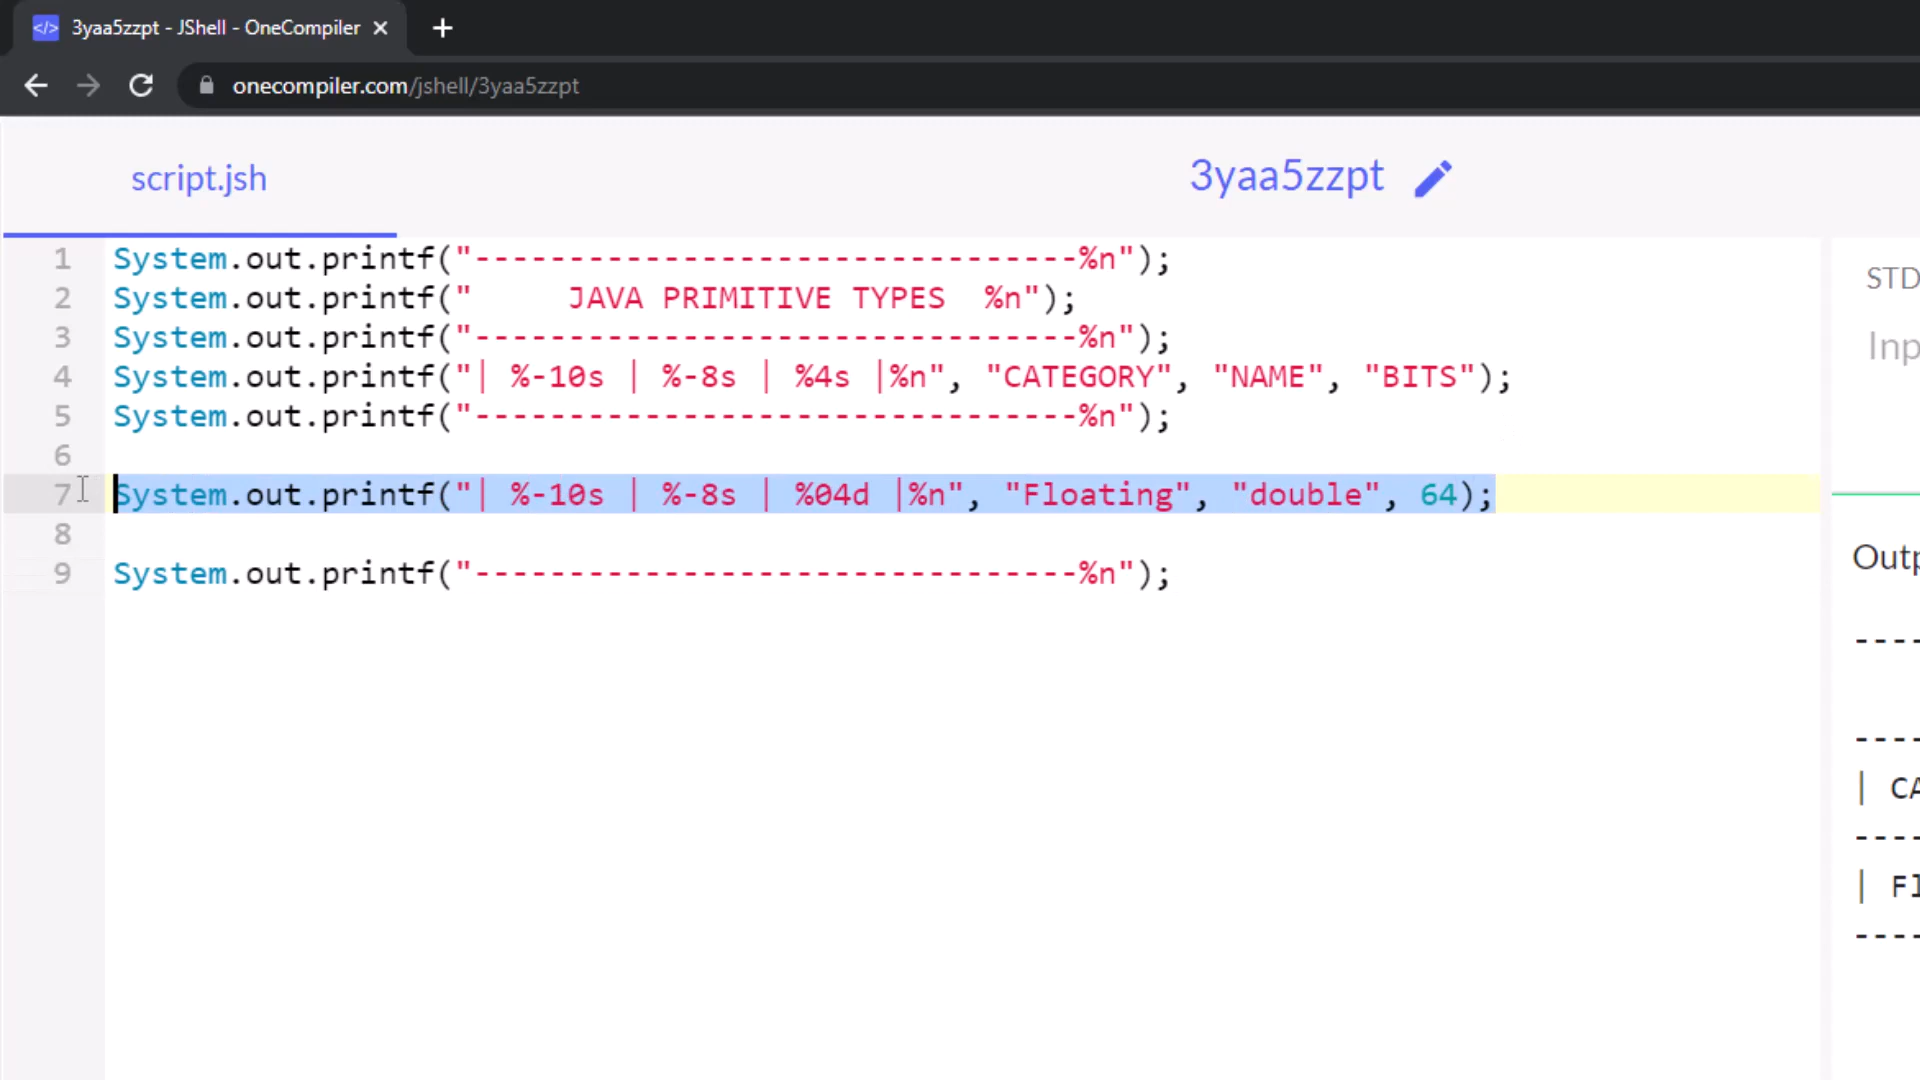 3yaa5zzpt - JShell - OneCompiler
onecompiler.com/jshell/3yaa5zzpt
script.jsh
3yaa5zzpt
1 System.out.printf("--------------------------------%n");
2 System.out.printf("     JAVA PRIMITIVE TYPES  %n");
3 System.out.printf("--------------------------------%n");
4 System.out.printf("| %-10s | %-8s | %4s |%n", "CATEGORY", "NAME", "BITS");
5 System.out.printf("--------------------------------%n");
6
7 System.out.printf("| %-10s | %-8s | %04d |%n", "Floating", "double", 64);
8
9 System.out.printf("--------------------------------%n");
STD
Inp
Outp
----
----
| CA
----
| Fl
----